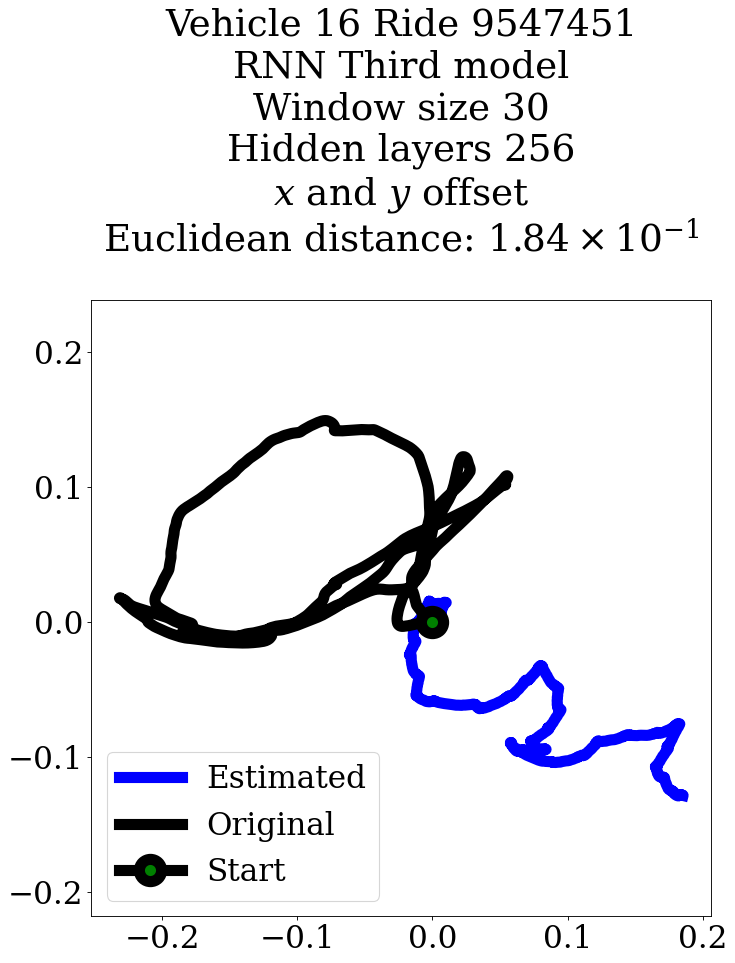 Vehicle 16 Ride 9547451
RNN Third model
Window size 30
Hidden layers 256
x and y offset
Euclidean distance: 1.84 × 10⁻¹
0.2
0.1
0.0
−0.1
−0.2
Estimated
Original
Start
−0.2 −0.1 0.0 0.1 0.2